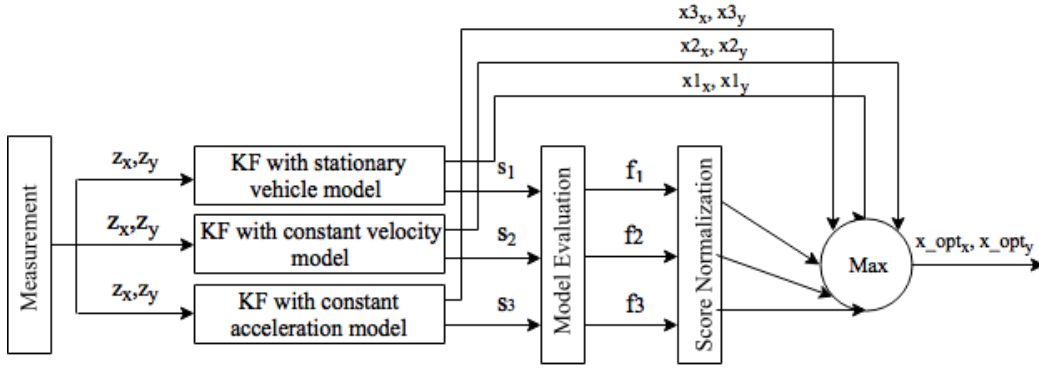 x3x, x3y
x2x, x2y
x1x, x1y
Measurement
zx,zy
zx,zy
zx,zy
KF with stationary
vehicle model
KF with constant velocity
model
KF with constant
acceleration model
s1
s2
s3
Model Evaluation
f1
f2
f3
Score Normalization
Max
x_optx, x_opty